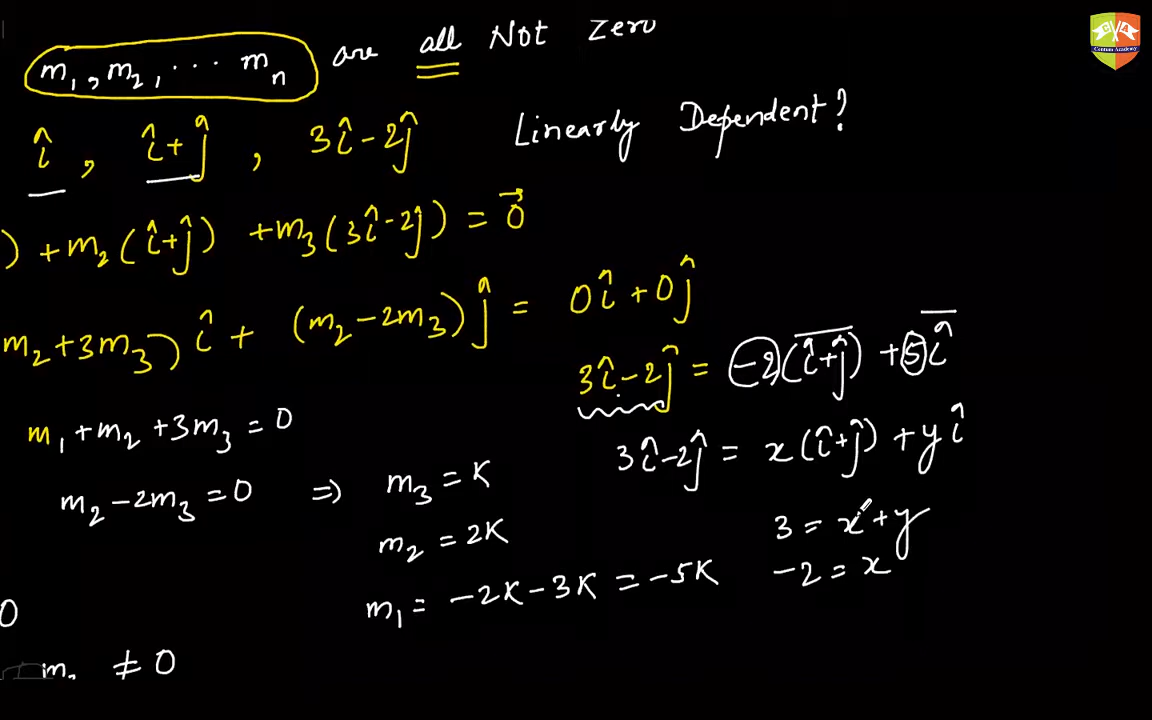 m₁, m₂, ... mₙ are all Not Zero
î, î+ĵ, 3î-2ĵ Linearly Dependent?
) + m₂(î+ĵ) + m₃(3î-2ĵ) = 0⃗
m₂+3m₃) î + (m₂-2m₃) ĵ = 0î+0ĵ
3î-2ĵ = -2(î+ĵ) + 5î
m₁+m₂+3m₃=0
3î-2ĵ = x(î+ĵ)+yî
m₂-2m₃=0 ⇒ m₃=K
m₂=2K
3=x+y
-2=x
m₁= -2K-3K=-5K
0
≠0
Centum Academy